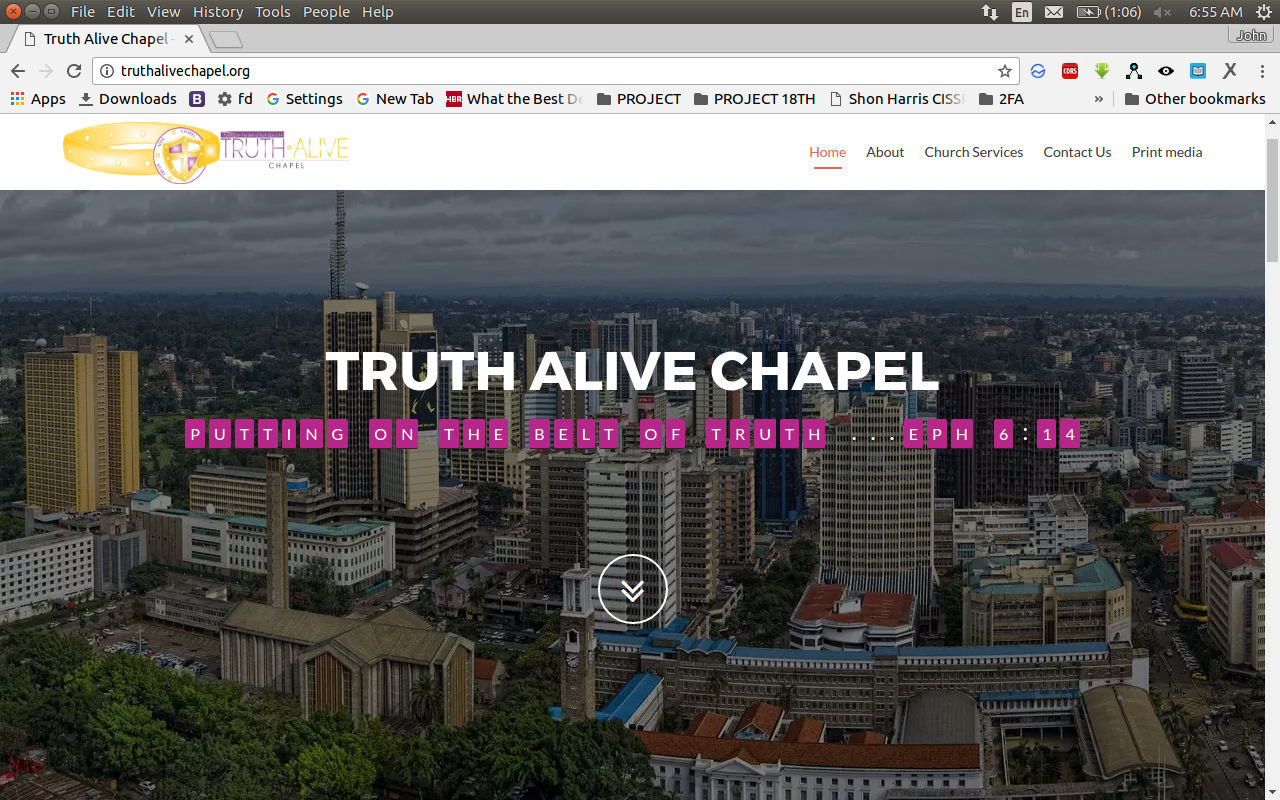 File Edit View History Tools People Help En (1:06) 6:55 AM
Truth Alive Chapel - John
truthalivechapel.org CORS
Apps Downloads B fd Settings New Tab HBR What the Best De PROJECT PROJECT 18TH Shon Harris CISS 2FA » Other bookmarks
TRUTH·ALIVE
CHAPEL
Home About Church Services Contact Us Print media
TRUTH ALIVE CHAPEL
PUTTING ON THE BELT OF TRUTH ...EPH 6:14